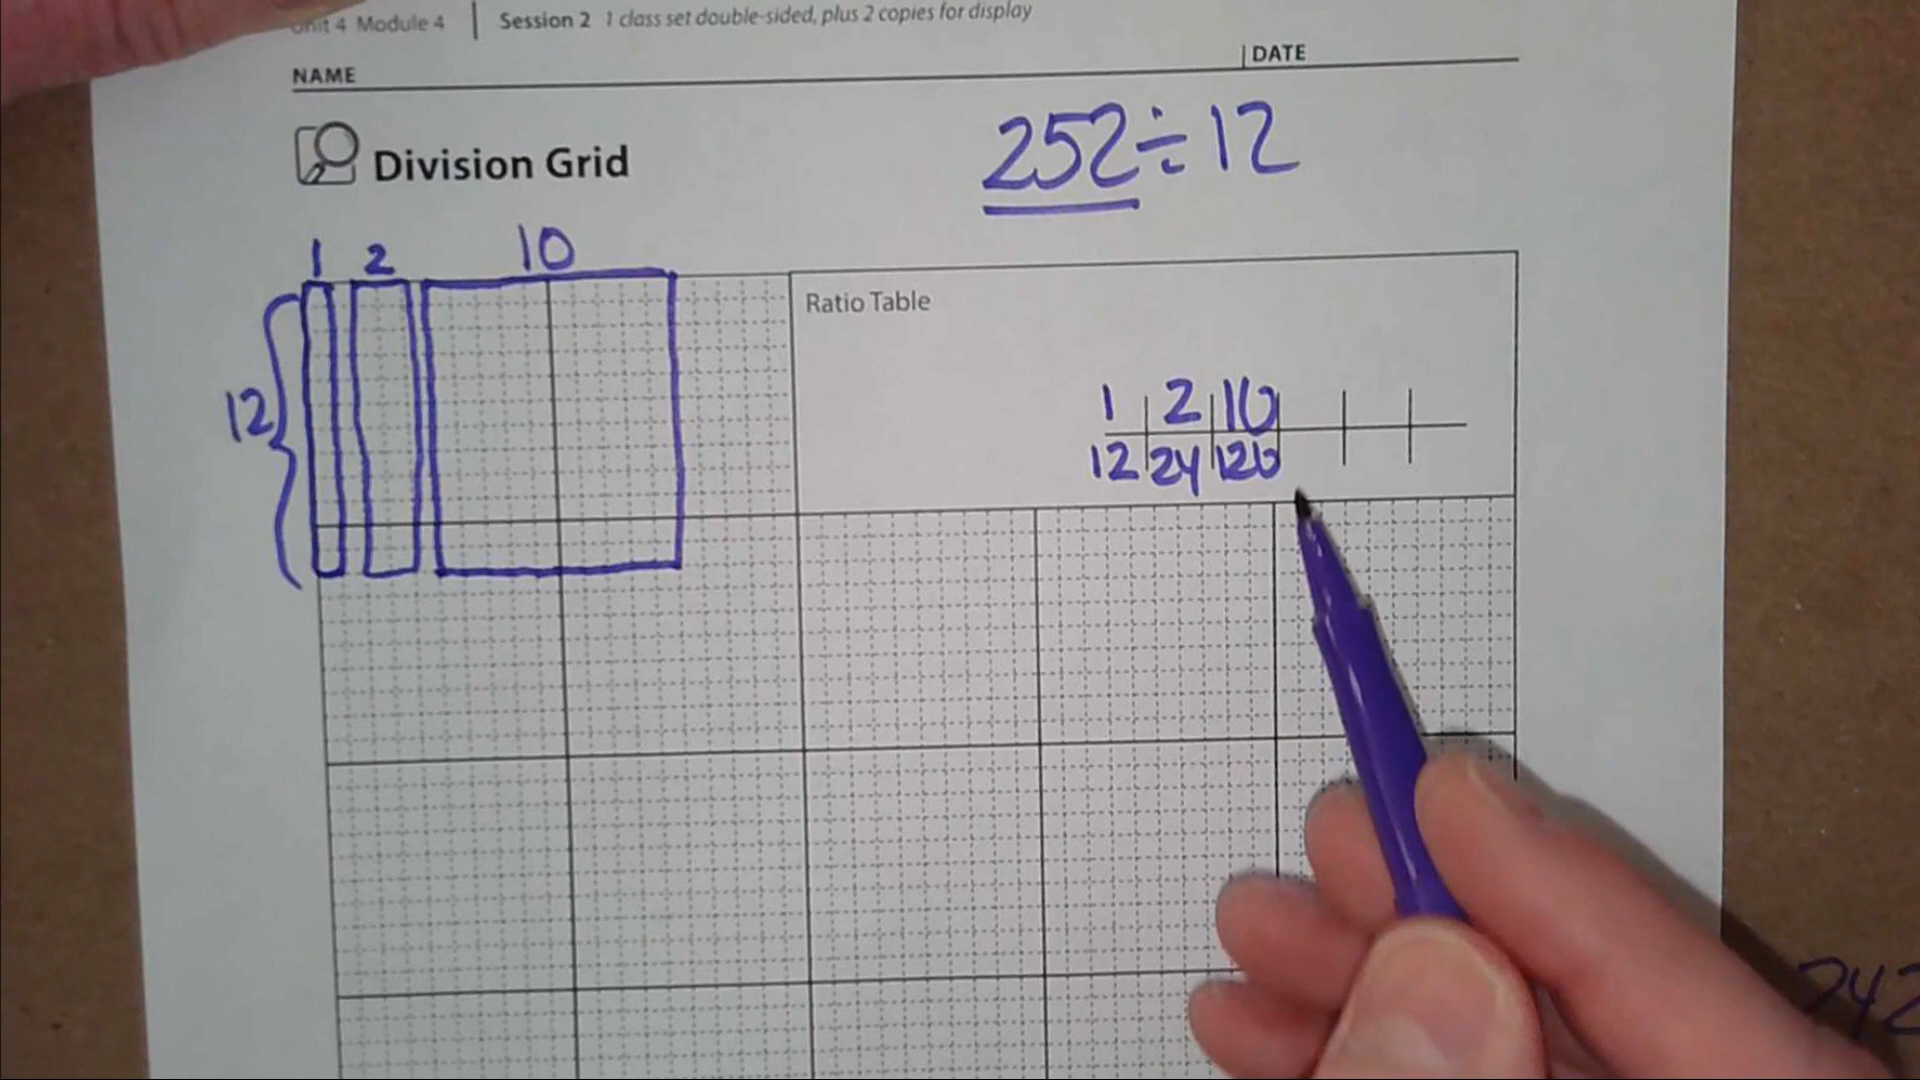 Unit 4 Module 4 | Session 2 1 class set double-sided, plus 2 copies for display
NAME | DATE
Division Grid
252 ÷ 12
1 2 10
12
Ratio Table
1 2 10
12 24 120
242